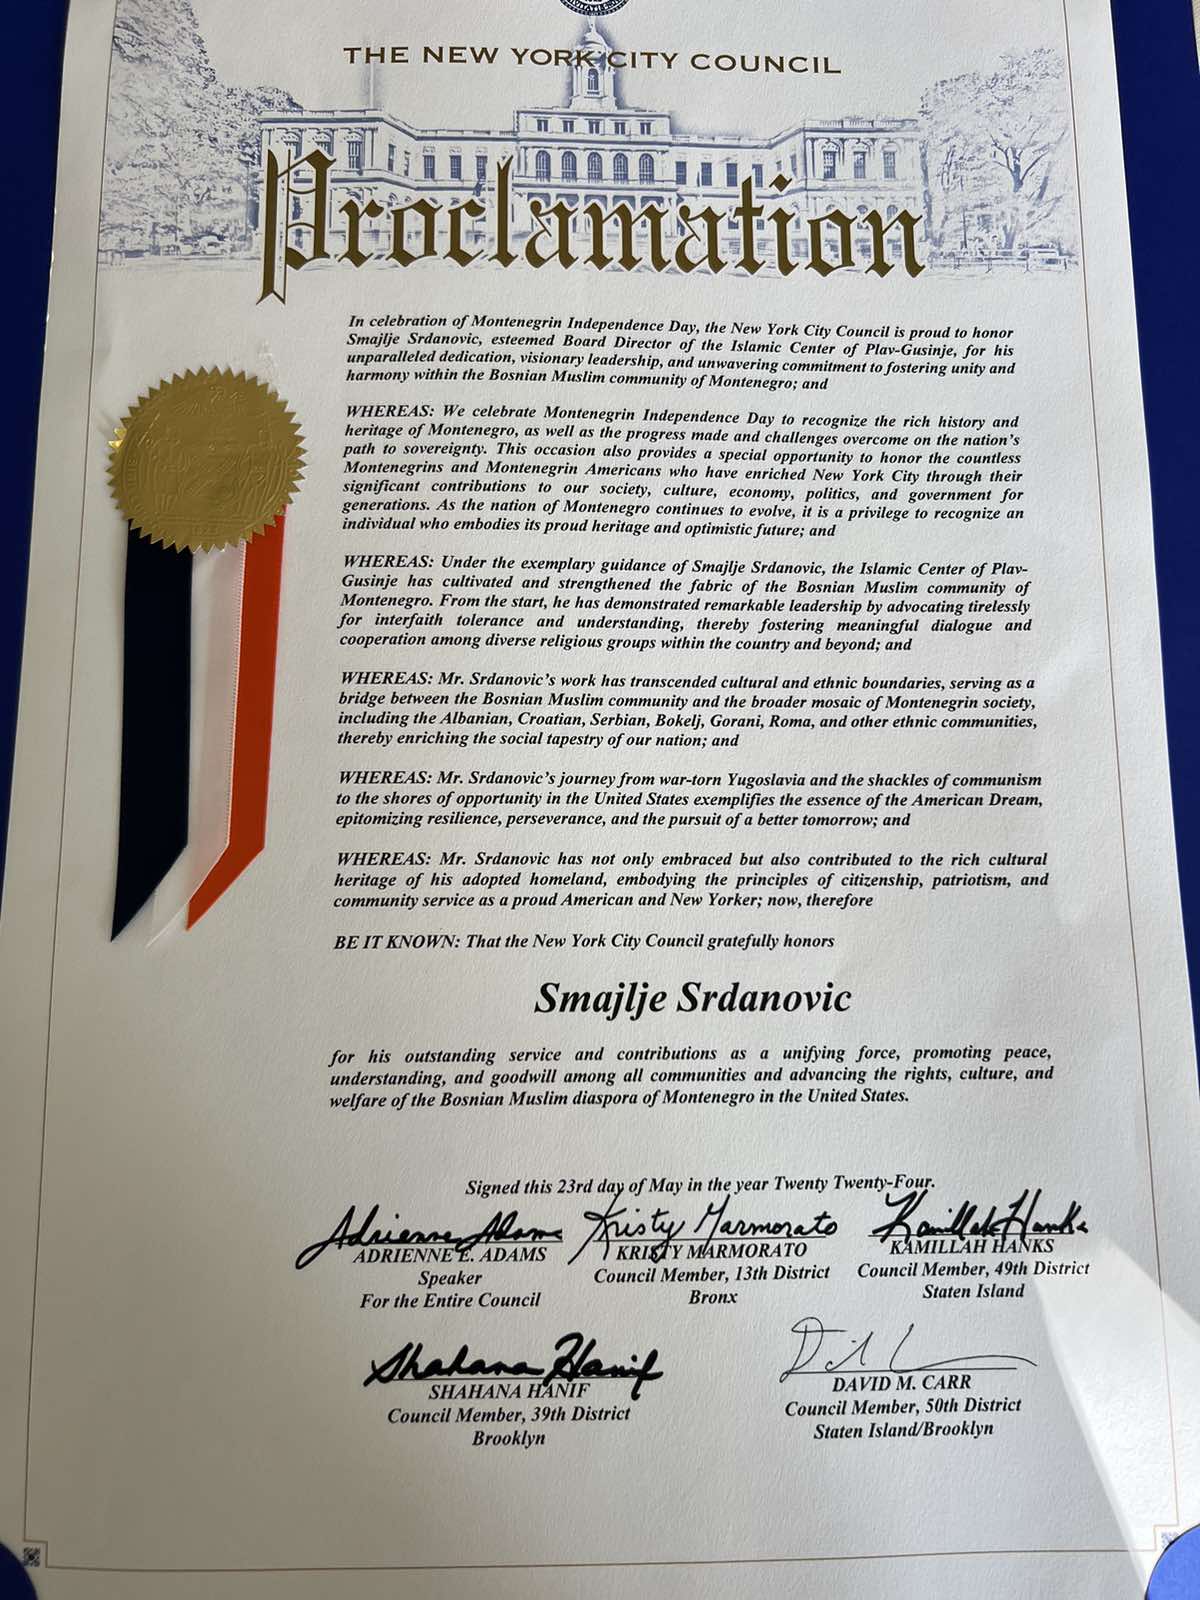 THE NEW YORK CITY COUNCIL
Proclamation
In celebration of Montenegrin Independence Day, the New York City Council is proud to honor
Smajlje Srdanovic, esteemed Board Director of the Islamic Center of Plav-Gusinje, for his
unparalleled dedication, visionary leadership, and unwavering commitment to fostering unity and
harmony within the Bosnian Muslim community of Montenegro; and
WHEREAS: We celebrate Montenegrin Independence Day to recognize the rich history and
heritage of Montenegro, as well as the progress made and challenges overcome on the nation's
path to sovereignty. This occasion also provides a special opportunity to honor the countless
Montenegrins and Montenegrin Americans who have enriched New York City through their
significant contributions to our society, culture, economy, politics, and government for
generations. As the nation of Montenegro continues to evolve, it is a privilege to recognize an
individual who embodies its proud heritage and optimistic future; and
WHEREAS: Under the exemplary guidance of Smajlje Srdanovic, the Islamic Center of Plav-
Gusinje has cultivated and strengthened the fabric of the Bosnian Muslim community of
Montenegro. From the start, he has demonstrated remarkable leadership by advocating tirelessly
for interfaith tolerance and understanding, thereby fostering meaningful dialogue and
cooperation among diverse religious groups within the country and beyond; and
WHEREAS: Mr. Srdanovic's work has transcended cultural and ethnic boundaries, serving as a
bridge between the Bosnian Muslim community and the broader mosaic of Montenegrin society,
including the Albanian, Croatian, Serbian, Bokelj, Gorani, Roma, and other ethnic communities,
thereby enriching the social tapestry of our nation; and
WHEREAS: Mr. Srdanovic's journey from war-torn Yugoslavia and the shackles of communism
to the shores of opportunity in the United States exemplifies the essence of the American Dream,
epitomizing resilience, perseverance, and the pursuit of a better tomorrow; and
WHEREAS: Mr. Srdanovic has not only embraced but also contributed to the rich cultural
heritage of his adopted homeland, embodying the principles of citizenship, patriotism, and
community service as a proud American and New Yorker; now, therefore
BE IT KNOWN: That the New York City Council gratefully honors
Smajlje Srdanovic
for his outstanding service and contributions as a unifying force, promoting peace,
understanding, and goodwill among all communities and advancing the rights, culture, and
welfare of the Bosnian Muslim diaspora of Montenegro in the United States.
Signed this 23rd day of May in the year Twenty Twenty-Four.
Adrienne Adams Kristy Marmorato Kamillah Hanks
ADRIENNE E. ADAMS KRISTY MARMORATO KAMILLAH HANKS
Speaker Council Member, 13th District Council Member, 49th District
For the Entire Council Bronx Staten Island
Shahana Hanif
SHAHANA HANIF DAVID M. CARR
Council Member, 39th District Council Member, 50th District
Brooklyn Staten Island/Brooklyn